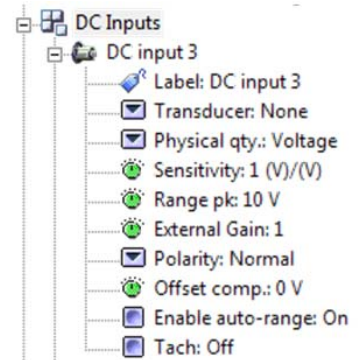 DC Inputs
DC input 3
Label: DC input 3
Transducer: None
Physical qty.: Voltage
Sensitivity: 1 (V)/(V)
Range pk: 10 V
External Gain: 1
Polarity: Normal
Offset comp.: 0 V
Enable auto-range: On
Tach: Off